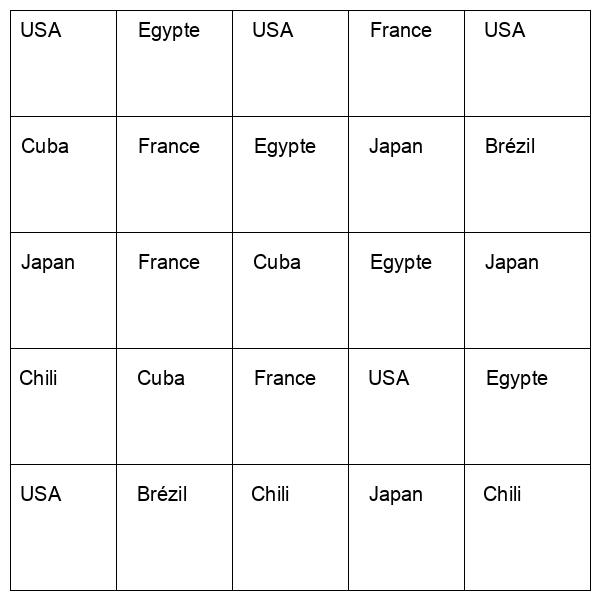 USA Egypte USA France USA
Cuba France Egypte Japan Brézil
Japan France Cuba Egypte Japan
Chili Cuba France USA Egypte
USA Brézil Chili Japan Chili